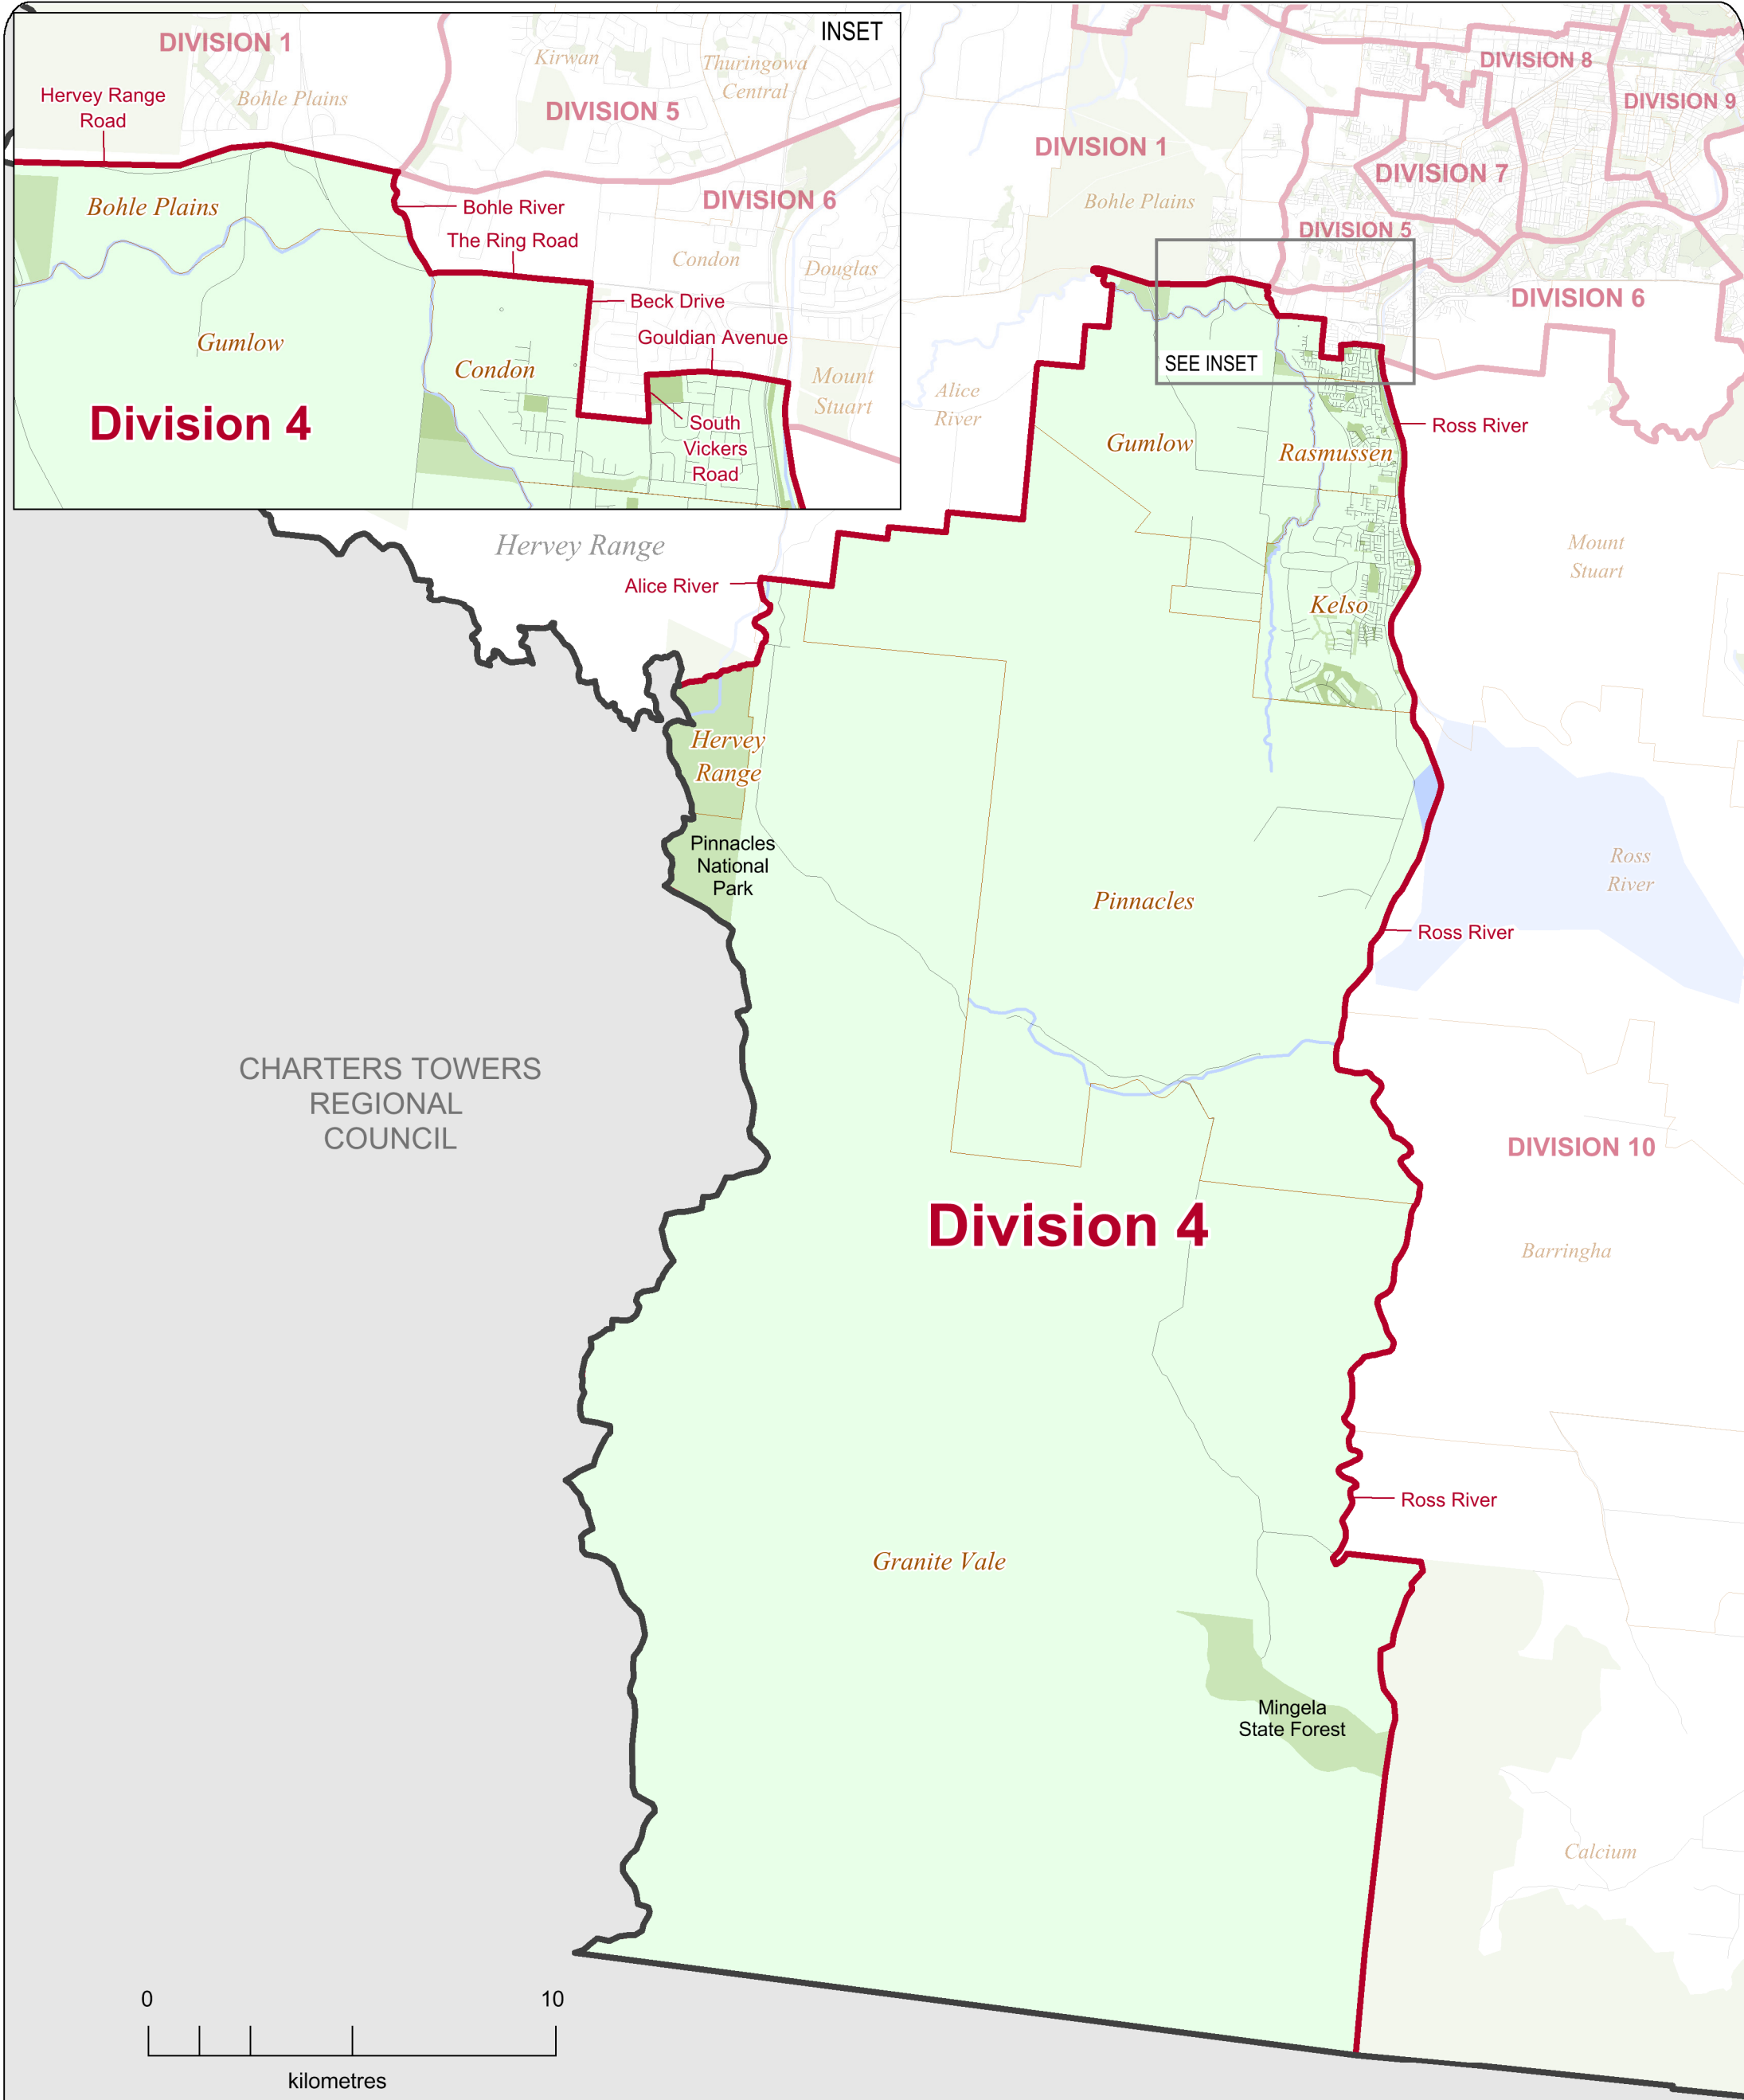 INSET
DIVISION 1
Kirwan
Thuringowa
Central
Hervey Range
Road
Bohle Plains
DIVISION 5
Bohle Plains
Bohle River
DIVISION 6
The Ring Road
Condon
Douglas
Beck Drive
Gumlow
Gouldian Avenue
Condon
Mount
Stuart
Division 4
South
Vickers
Road
DIVISION 8
DIVISION 9
DIVISION 1
DIVISION 7
Bohle Plains
DIVISION 5
DIVISION 6
SEE INSET
Alice
River
Ross River
Gumlow
Rasmussen
Hervey Range
Mount
Stuart
Alice River
Kelso
Hervey
Range
Pinnacles
National
Park
Ross
River
Pinnacles
Ross River
CHARTERS TOWERS
REGIONAL
COUNCIL
DIVISION 10
Division 4
Barringha
Ross River
Granite Vale
Mingela
State Forest
Calcium
0
10
kilometres